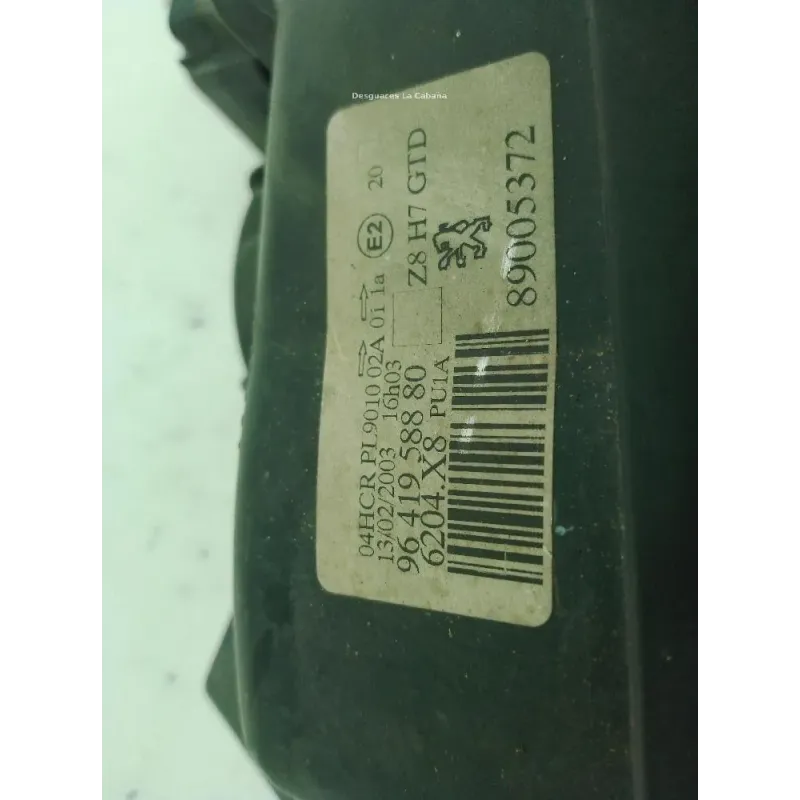 Desguaces La Cabaña
04HCR PL9010 02A 01 1a E2 20
13/02/2003 16h03
96 419 588 80 Z8 H7 GTD
6204.X8 PU1A
89005372